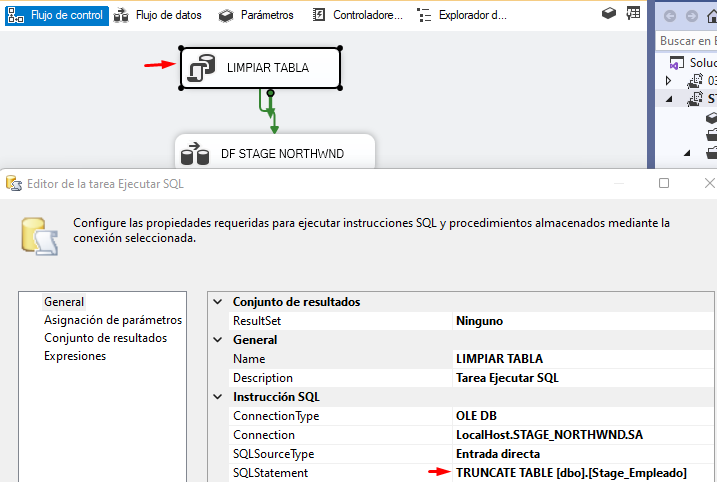 Flujo de control Flujo de datos Parámetros Controladore... Explorador d...
Buscar en E
LIMPIAR TABLA
Soluc
03
ST
DF STAGE NORTHWND
Editor de la tarea Ejecutar SQL
Configure las propiedades requeridas para ejecutar instrucciones SQL y procedimientos almacenados mediante la
conexión seleccionada.
General
Asignación de parámetros
Conjunto de resultados
Expresiones
Conjunto de resultados
ResultSet Ninguno
General
Name LIMPIAR TABLA
Description Tarea Ejecutar SQL
Instrucción SQL
ConnectionType OLE DB
Connection LocalHost.STAGE_NORTHWND.SA
SQLSourceType Entrada directa
SQLStatement TRUNCATE TABLE [dbo].[Stage_Empleado]